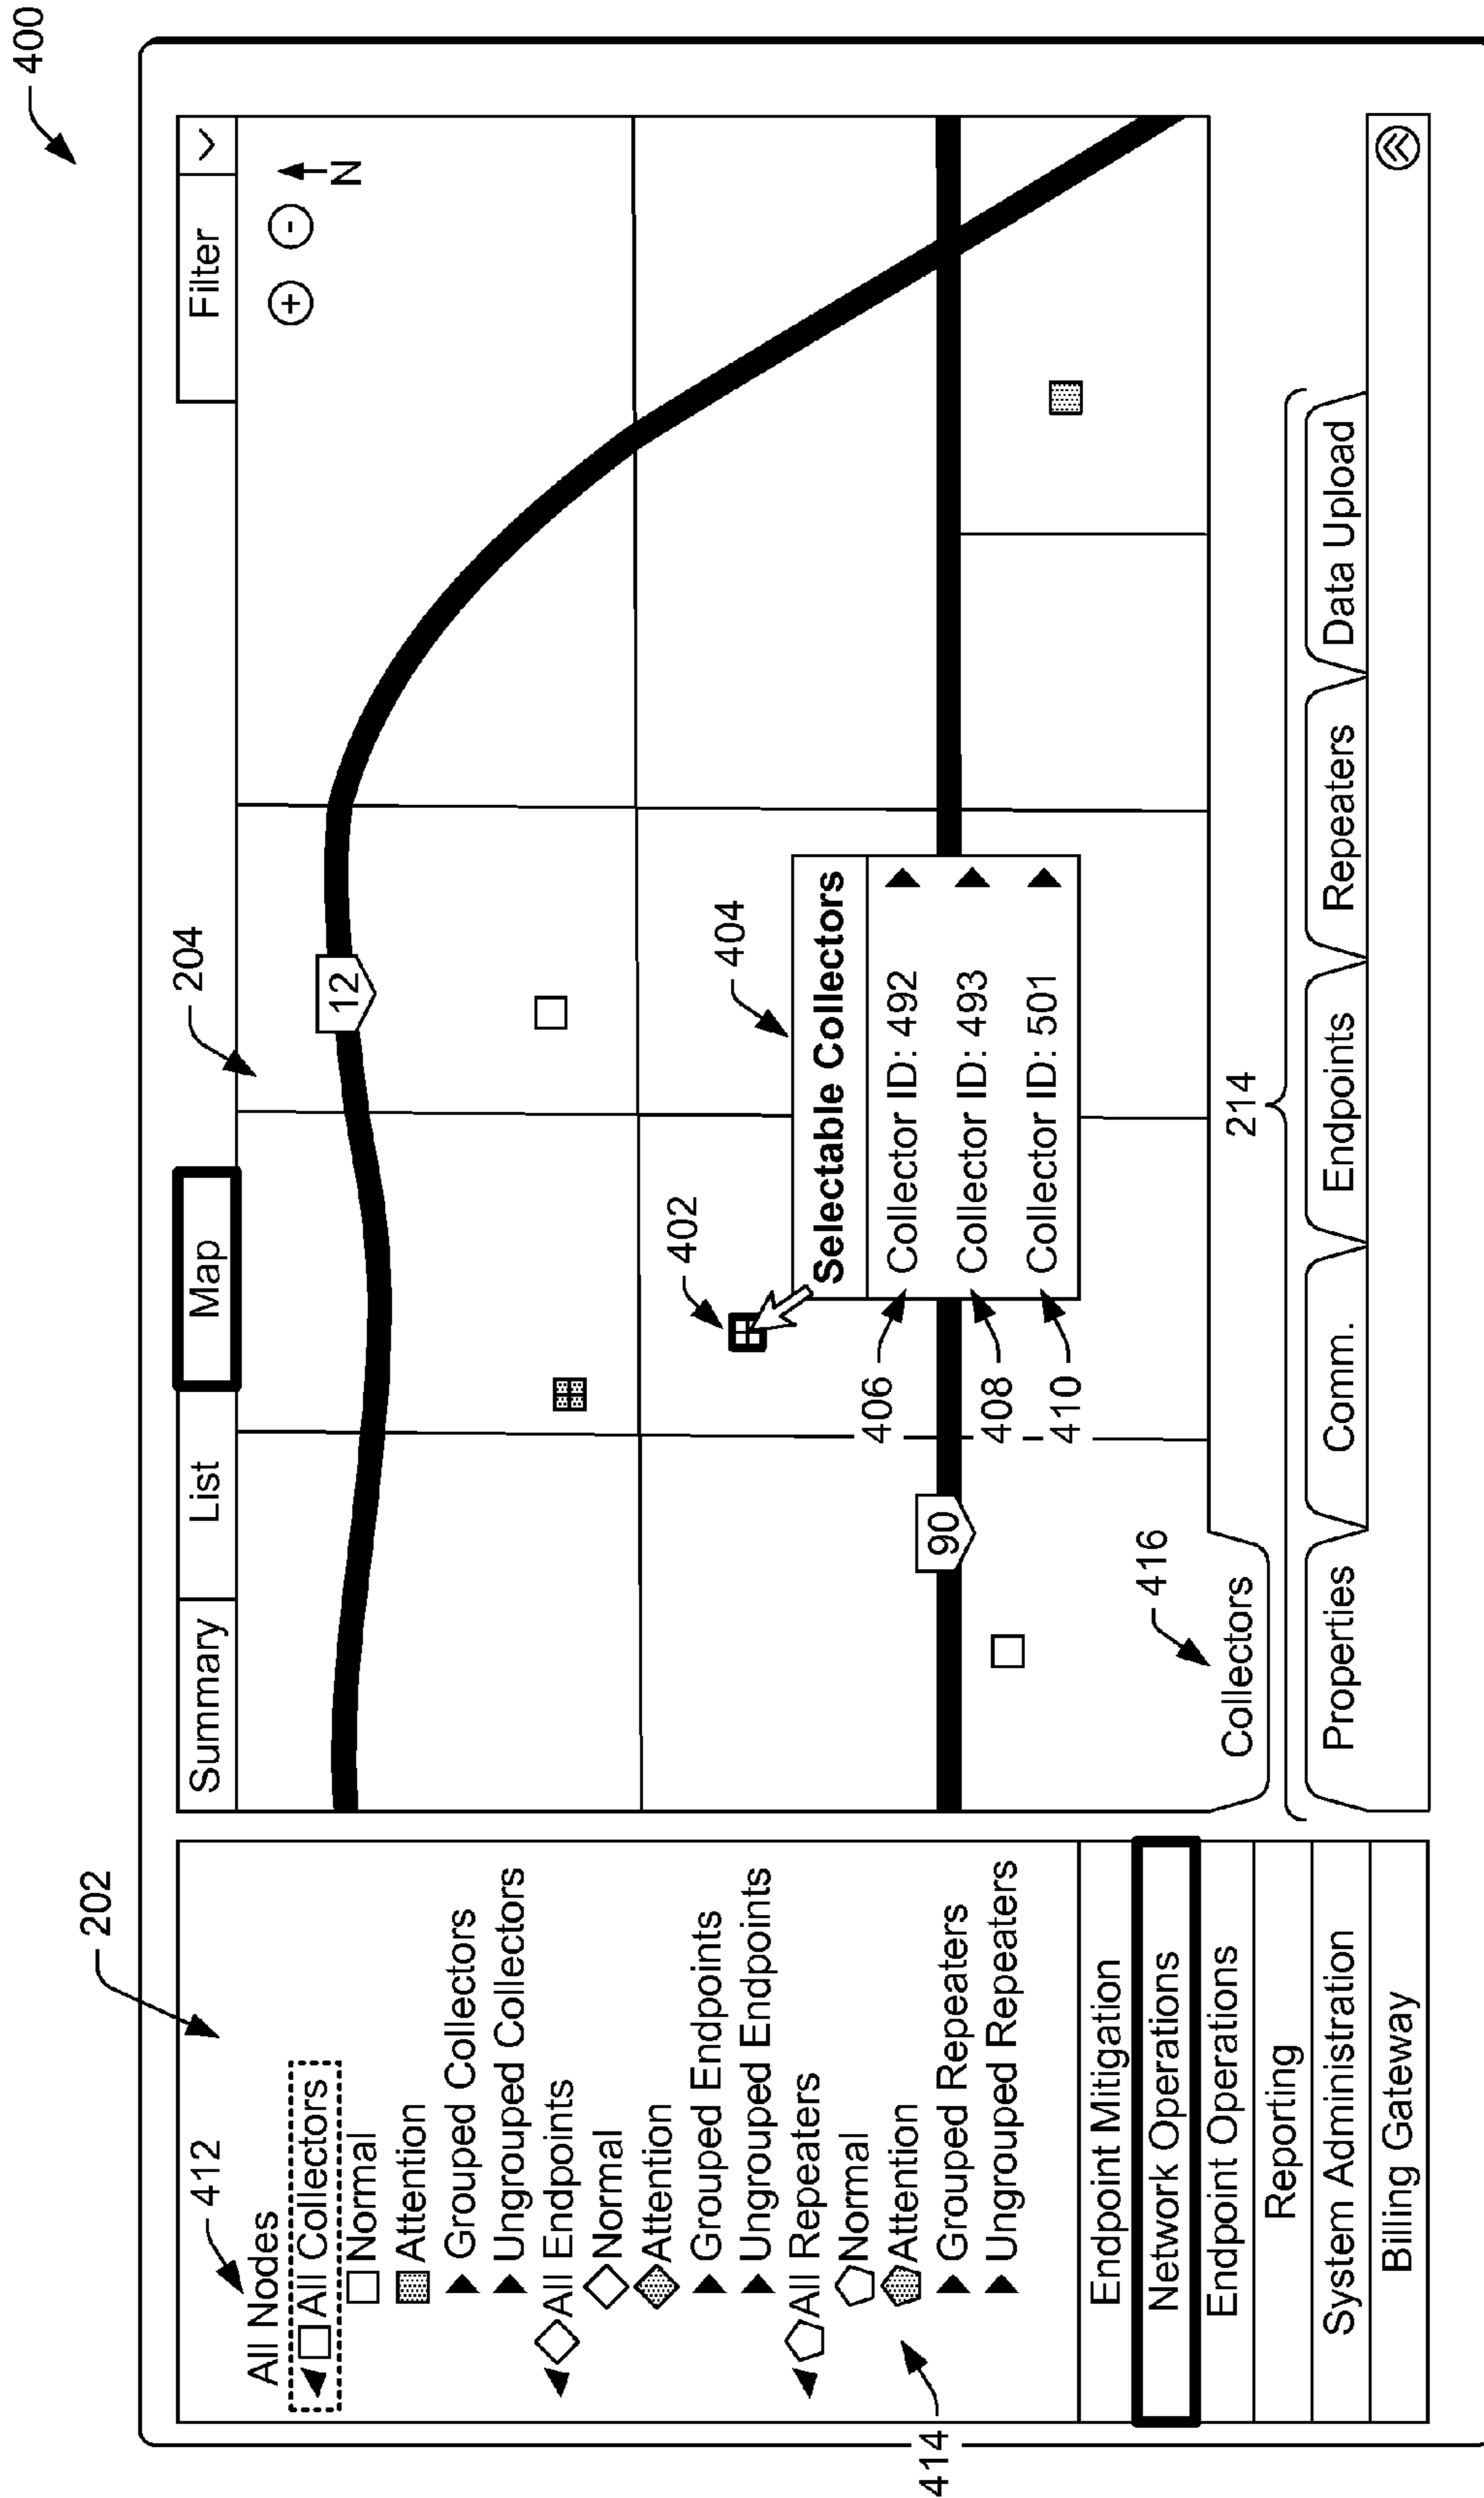 400
202
412
All Nodes
All Collectors
Normal
Attention
Grouped Collectors
Ungrouped Collectors
All Endpoints
Normal
Attention
Grouped Endpoints
Ungrouped Endpoints
All Repeaters
Normal
Attention
Grouped Repeaters
Ungrouped Repeaters
414
Endpoint Mitigation
Network Operations
Endpoint Operations
Reporting
System Administration
Billing Gateway
204
Summary
List
Map
Filter
+
-
N
12
90
402
404
Selectable Collectors
406
Collector ID: 492
408
Collector ID: 493
410
Collector ID: 501
416
Collectors
214
Properties
Comm.
Endpoints
Repeaters
Data Upload